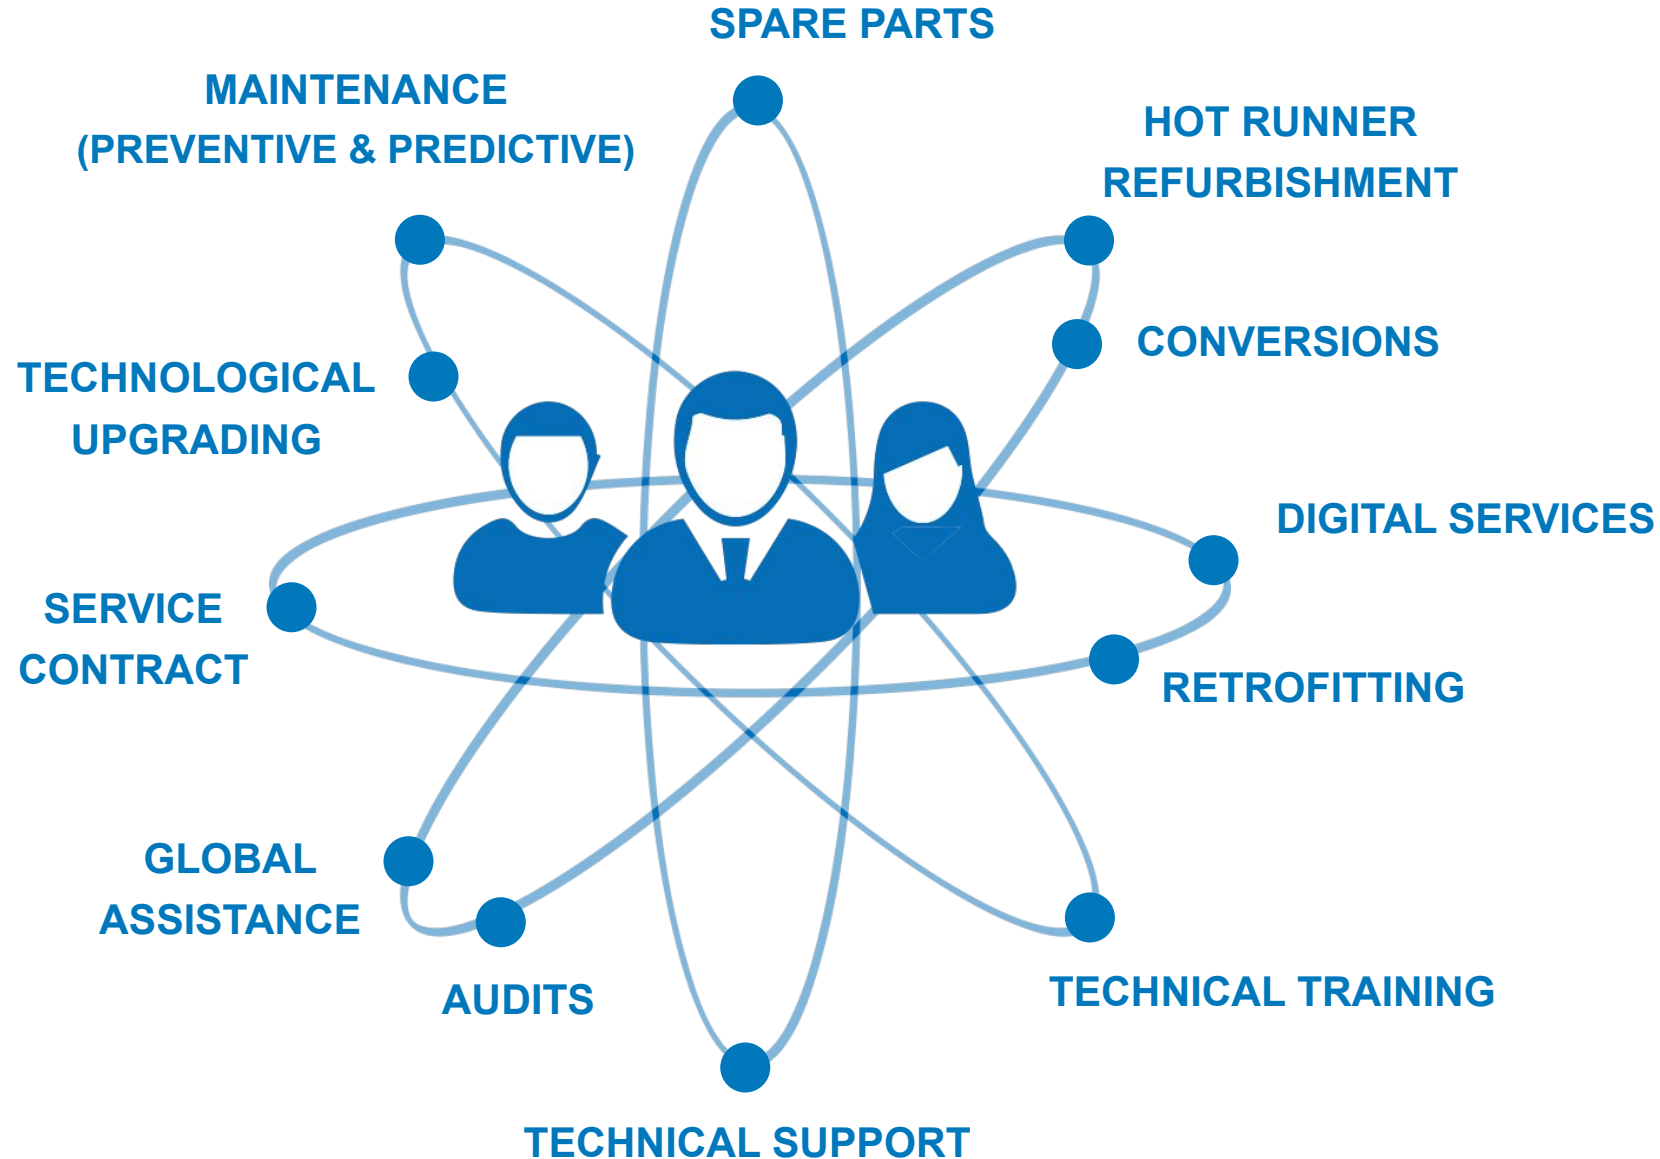 SPARE PARTS
MAINTENANCE
(PREVENTIVE & PREDICTIVE)
HOT RUNNER
REFURBISHMENT
CONVERSIONS
TECHNOLOGICAL
UPGRADING
DIGITAL SERVICES
SERVICE
CONTRACT
RETROFITTING
GLOBAL
ASSISTANCE
AUDITS
TECHNICAL TRAINING
TECHNICAL SUPPORT